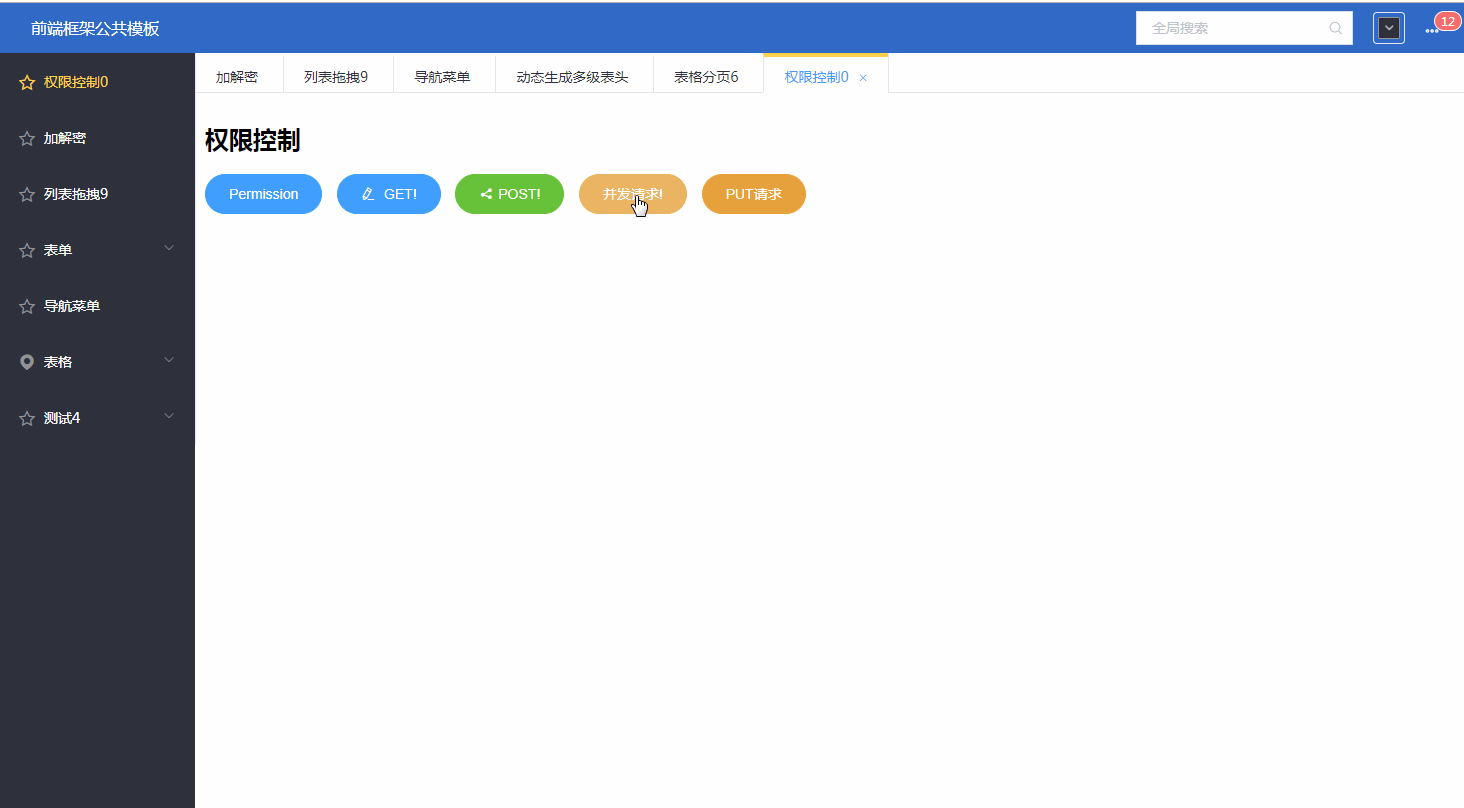 前端框架公共模板
全局搜索
12
权限控制0
加解密
列表拖拽9
表单
导航菜单
表格
测试4
加解密
列表拖拽9
导航菜单
动态生成多级表头
表格分页6
权限控制0
权限控制
Permission
GET!
POST!
并发请求!
PUT请求